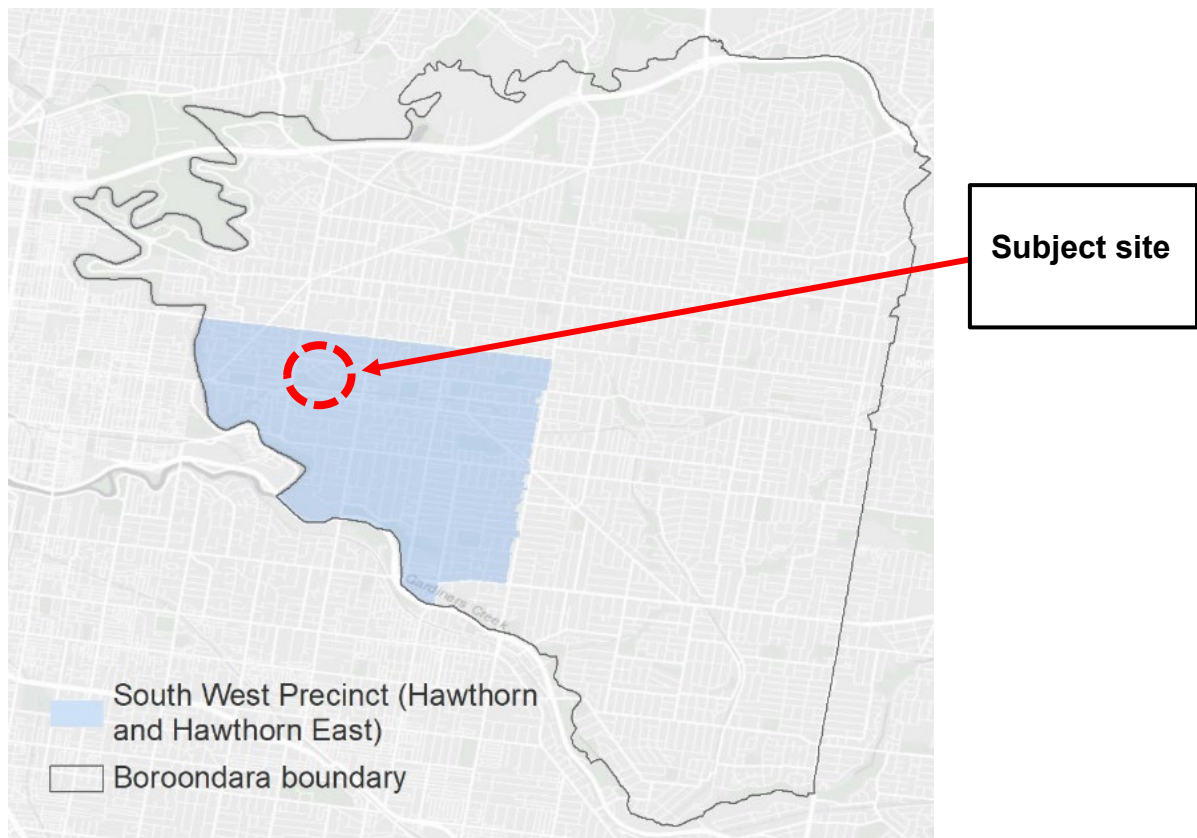 Subject site
Gardiners Creek
South West Precinct (Hawthorn
and Hawthorn East)
Boroondara boundary